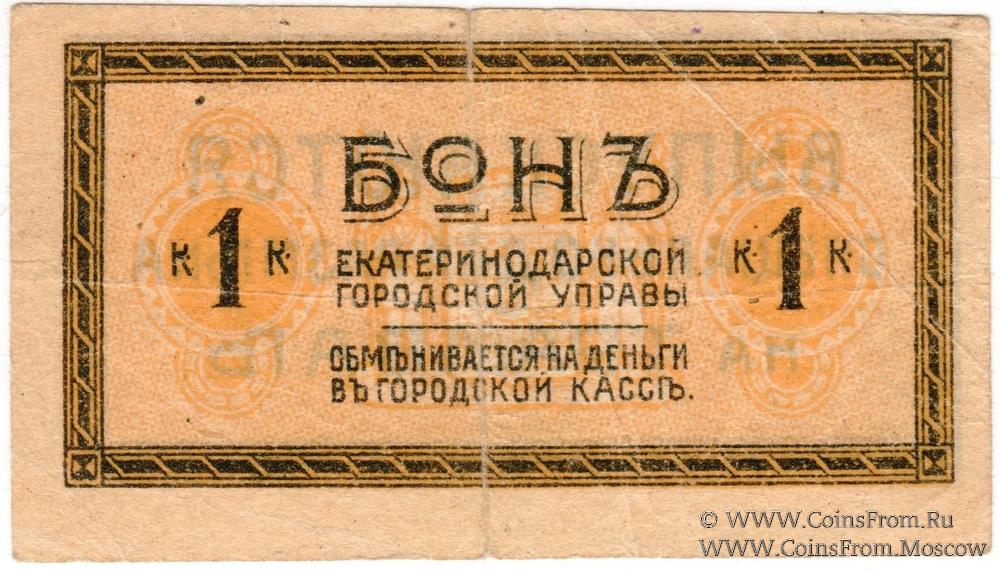 БОНЪ
К 1 К.
ЕКАТЕРИНОДАРСКОЙ
ГОРОДСКОЙ УПРАВЫ
К. 1 К
ОБМѢНИВАЕТСЯ НА ДЕНЬГИ
ВЪ ГОРОДСКОЙ КАССѢ.
© WWW.CoinsFrom.Ru
WWW.CoinsFrom.Moscow